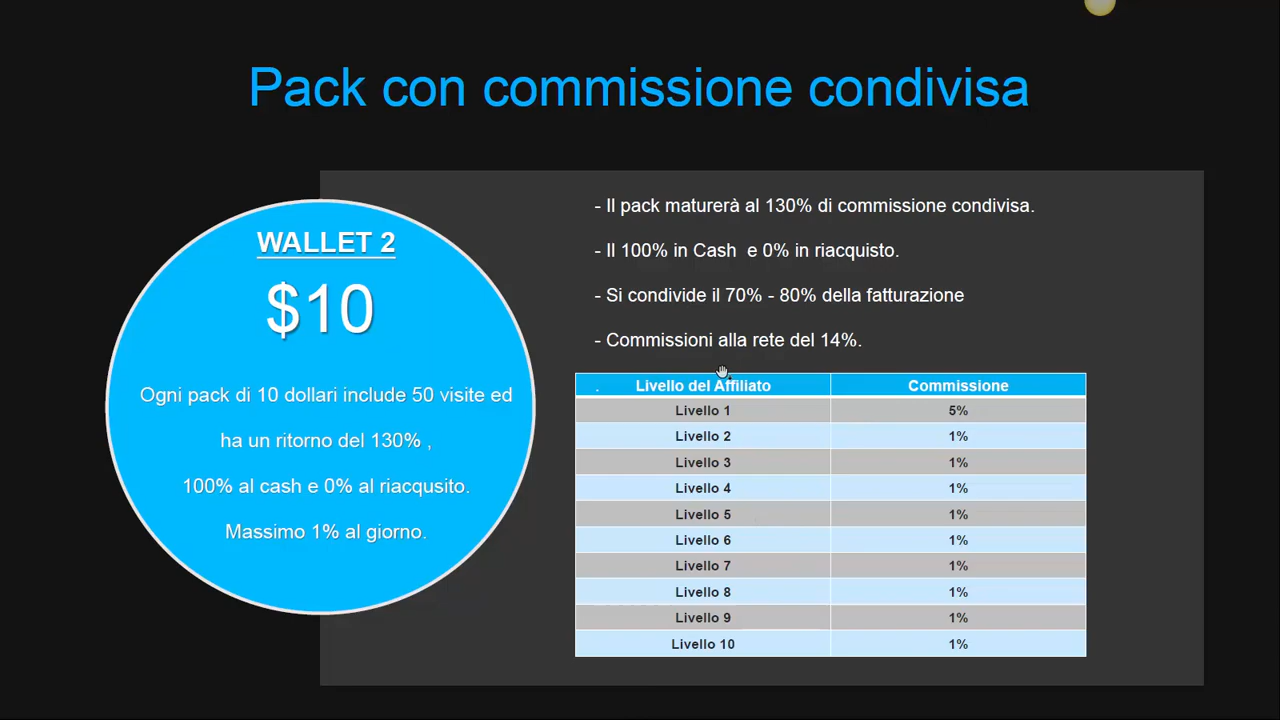 Pack con commissione condivisa
WALLET 2
$10
Ogni pack di 10 dollari include 50 visite ed
ha un ritorno del 130% ,
100% al cash e 0% al riacqusito.
Massimo 1% al giorno.
- Il pack maturerà al 130% di commissione condivisa.
- Il 100% in Cash  e 0% in riacquisto.
- Si condivide il 70% - 80% della fatturazione
- Commissioni alla rete del 14%.
. Livello del Affiliato Commissione
Livello 1 5%
Livello 2 1%
Livello 3 1%
Livello 4 1%
Livello 5 1%
Livello 6 1%
Livello 7 1%
Livello 8 1%
Livello 9 1%
Livello 10 1%